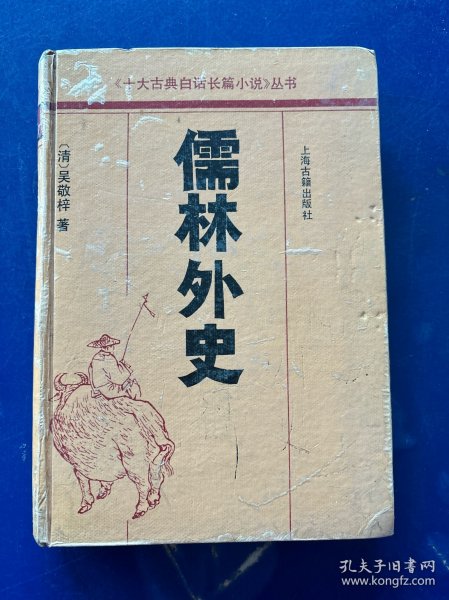 《十大古典白话长篇小说》丛书
儒林外史
〔清〕吴敬梓 著
上海古籍出版社
孔夫子旧书网
www.kongfz.com